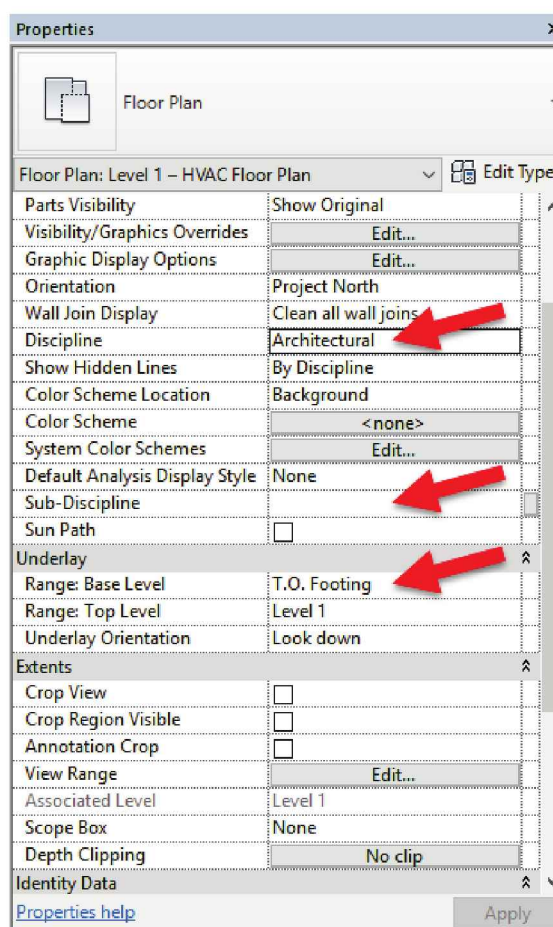 Properties
Floor Plan
Floor Plan: Level 1 – HVAC Floor Plan Edit Type
Parts Visibility Show Original
Visibility/Graphics Overrides Edit...
Graphic Display Options Edit...
Orientation Project North
Wall Join Display Clean all wall joins
Discipline Architectural
Show Hidden Lines By Discipline
Color Scheme Location Background
Color Scheme <none>
System Color Schemes Edit...
Default Analysis Display Style None
Sub-Discipline
Sun Path
Underlay
Range: Base Level T.O. Footing
Range: Top Level Level 1
Underlay Orientation Look down
Extents
Crop View
Crop Region Visible
Annotation Crop
View Range Edit...
Associated Level Level 1
Scope Box None
Depth Clipping No clip
Identity Data
Properties help Apply